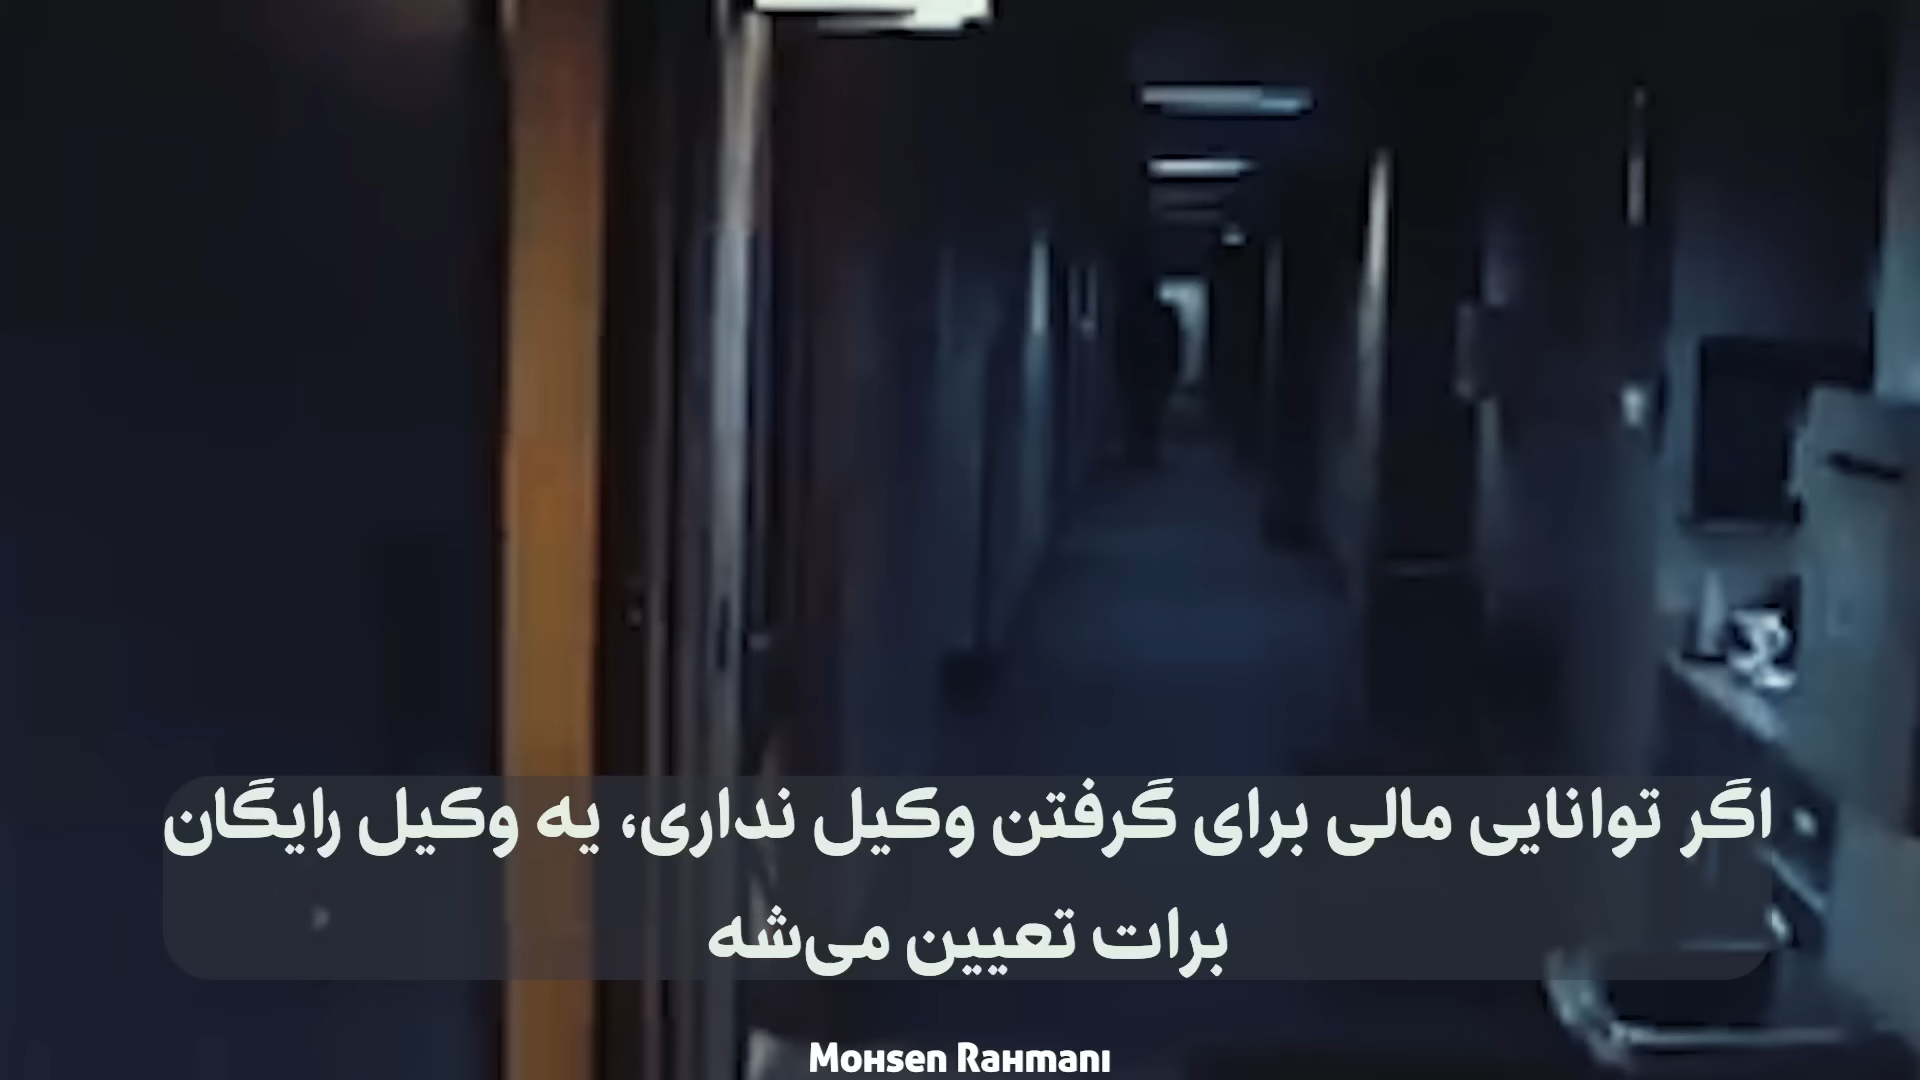 اگر توانایی مالی برای گرفتن وکیل نداری، یه وکیل رایگان
برات تعیین می‌شه
Mohsen Rahmani